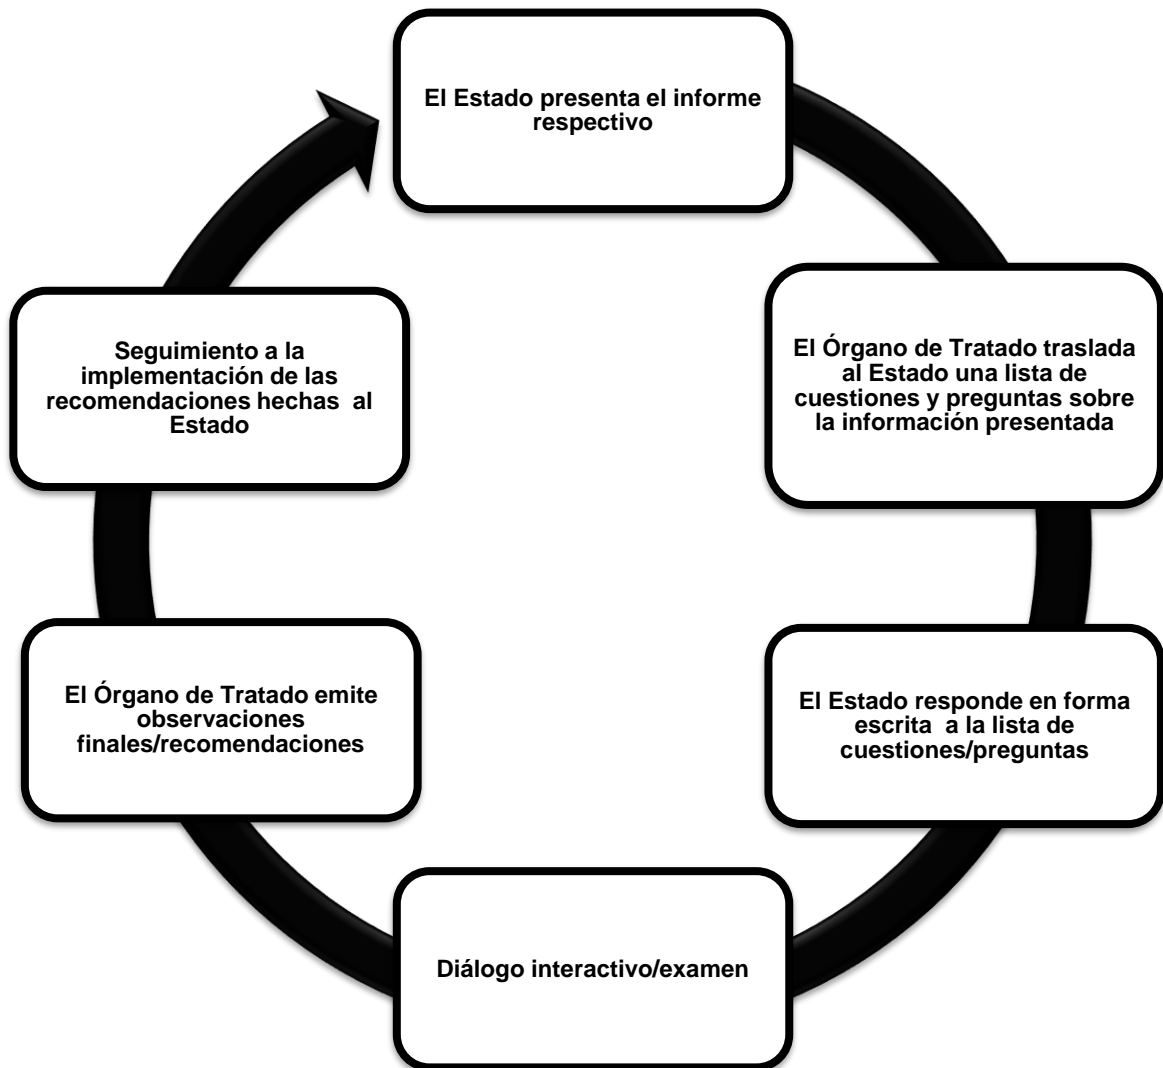 El Estado presenta el informe
respectivo
El Órgano de Tratado traslada
al Estado una lista de
cuestiones y preguntas sobre
la información presentada
El Estado responde en forma
escrita  a la lista de
cuestiones/preguntas
Diálogo interactivo/examen
El Órgano de Tratado emite
observaciones
finales/recomendaciones
Seguimiento a la
implementación de las
recomendaciones hechas  al
Estado